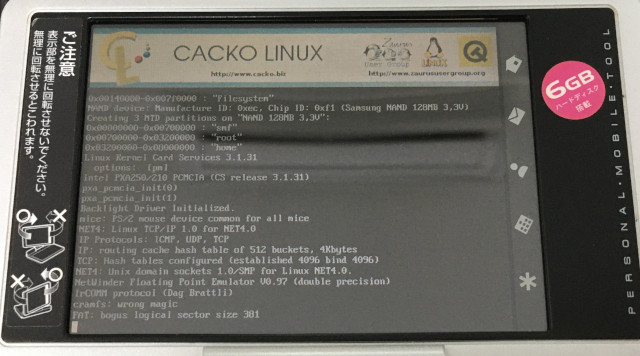 ご注意
表示部を無理に回転させないでください。
無理に回転させるとこわれます。
CACKO LINUX
http://www.cacko.biz
Zaurus
user group
Linux
http://www.zaurususergroup.org
0x00140000-0x007f0000 : "Filesystem"
NAND device: Manufacture ID: 0xec, Chip ID: 0xf1 (Samsung NAND 128MB 3,3V)
Creating 3 MTD partitions on "NAND 128MB 3,3V":
0x00000000-0x00700000 : "smf"
0x00700000-0x03200000 : "root"
0x03200000-0x08000000 : "home"
Linux Kernel Card Services 3.1.31
options: [pm]
Intel PXA250/210 PCMCIA (CS release 3.1.31)
pxa_pcmcia_init(0)
pxa_pcmcia_init(1)
Backlight Driver Initialized.
mice: PS/2 mouse device common for all mice
NET4: Linux TCP/IP 1.0 for NET4.0
IP Protocols: ICMP, UDP, TCP
IP: routing cache hash table of 512 buckets, 4Kbytes
TCP: Hash tables configured (established 4096 bind 4096)
NET4: Unix domain sockets 1.0/SMP for Linux NET4.0.
NetWinder Floating Point Emulator V0.97 (double precision)
IrCOMM protocol (Dag Brattli)
cramfs: wrong magic
FAT: bogus logical sector size 381
6GB
ハードディスク
搭載
PERSONAL·MOBILE·TOOL